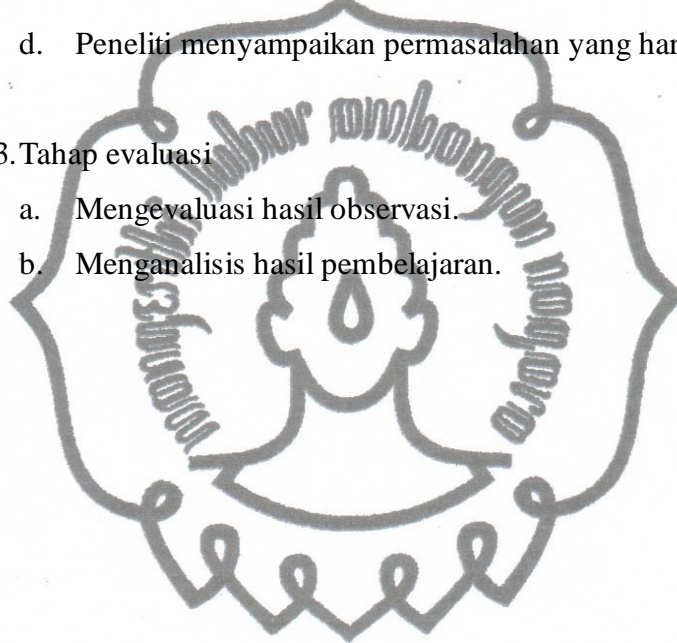 d. Peneliti menyampaikan permasalahan yang har
3.Tahap evaluasi
a. Mengevaluasi hasil observasi.
b. Menganalisis hasil pembelajaran.